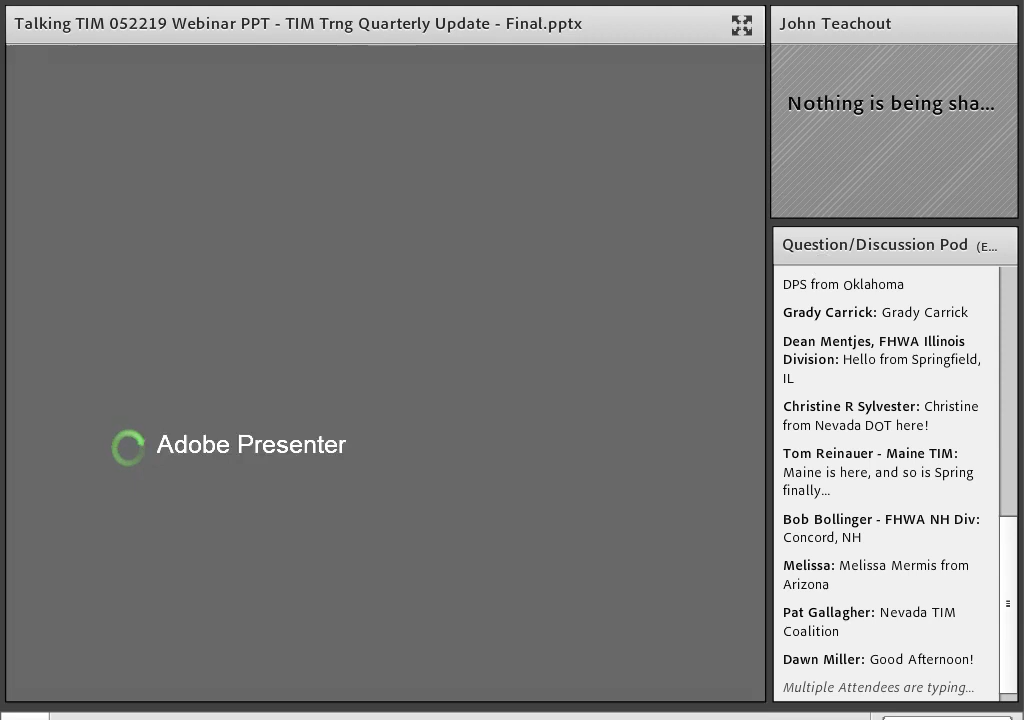 Talking TIM 052219 Webinar PPT - TIM Trng Quarterly Update - Final.pptx
Adobe Presenter
John Teachout
Nothing is being sha...
Question/Discussion Pod (E...
DPS from Oklahoma
Grady Carrick: Grady Carrick
Dean Mentjes, FHWA Illinois
Division: Hello from Springfield,
IL
Christine R Sylvester: Christine
from Nevada DOT here!
Tom Reinauer - Maine TIM:
Maine is here, and so is Spring
finally...
Bob Bollinger - FHWA NH Div:
Concord, NH
Melissa: Melissa Mermis from
Arizona
Pat Gallagher: Nevada TIM
Coalition
Dawn Miller: Good Afternoon!
Multiple Attendees are typing...